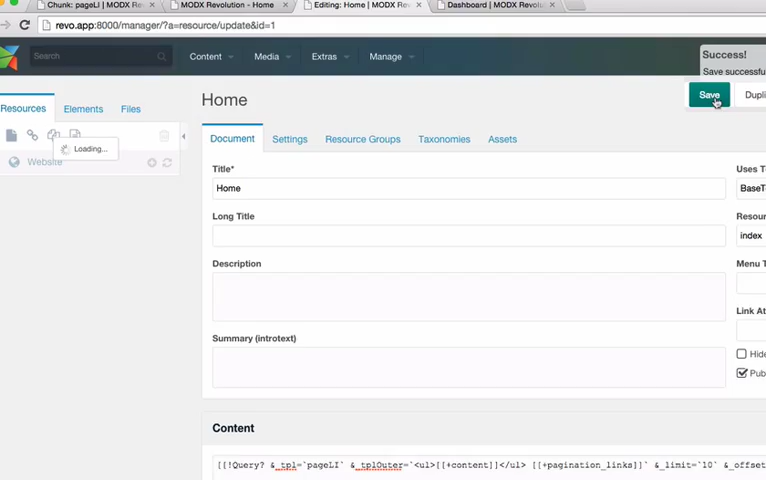 Chunk: pageLI | MODX Rev
MODX Revolution - Home
Editing: Home | MODX Revol
Dashboard | MODX Revolu
revo.app:8000/manager/?a=resource/update&id=1
Search
Content
Media
Extras
Manage
Success!
Save successfu
Resources
Elements
Files
Home
Save
Dupli
Loading...
Website
Document
Settings
Resource Groups
Taxonomies
Assets
Title*
Uses T
Home
BaseT
Long Title
Resour
index
Description
Menu T
Link At
Summary (introtext)
Hide
Pub
Content
[[!Query? &_tpl=`pageLI` &_tplOuter=`<ul>[[+content]]</ul> [[+pagination_links]]` &_limit=`10` &_offset